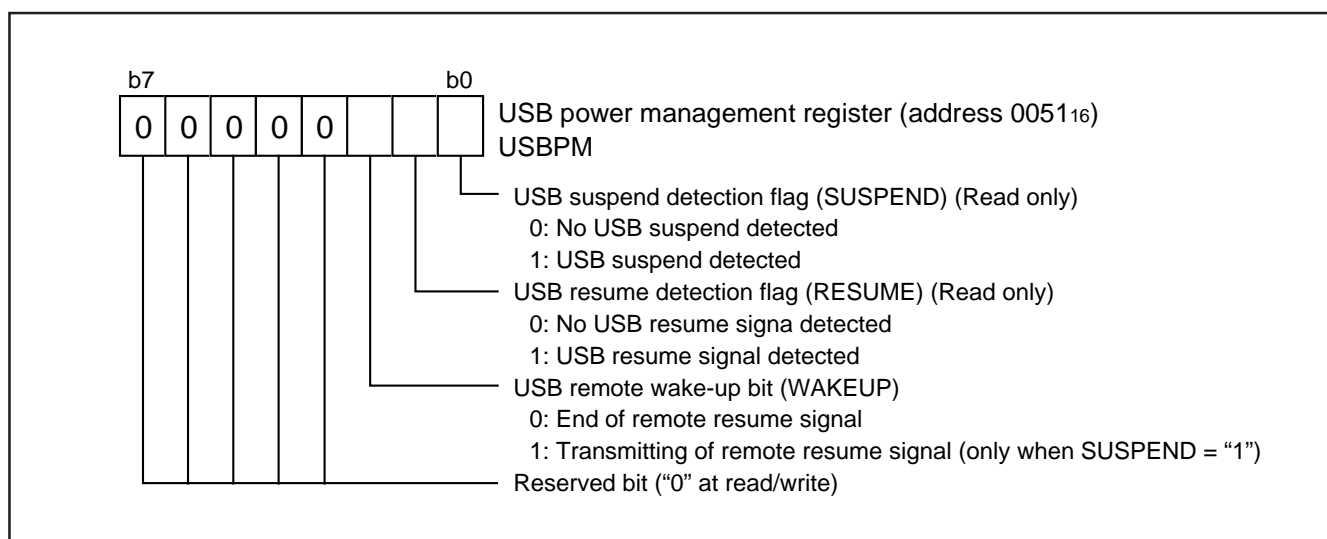 b7 b0
0 0 0 0 0
USB power management register (address 005116)
USBPM
USB suspend detection flag (SUSPEND) (Read only)
0: No USB suspend detected
1: USB suspend detected
USB resume detection flag (RESUME) (Read only)
0: No USB resume signa detected
1: USB resume signal detected
USB remote wake-up bit (WAKEUP)
0: End of remote resume signal
1: Transmitting of remote resume signal (only when SUSPEND = “1”)
Reserved bit (“0” at read/write)